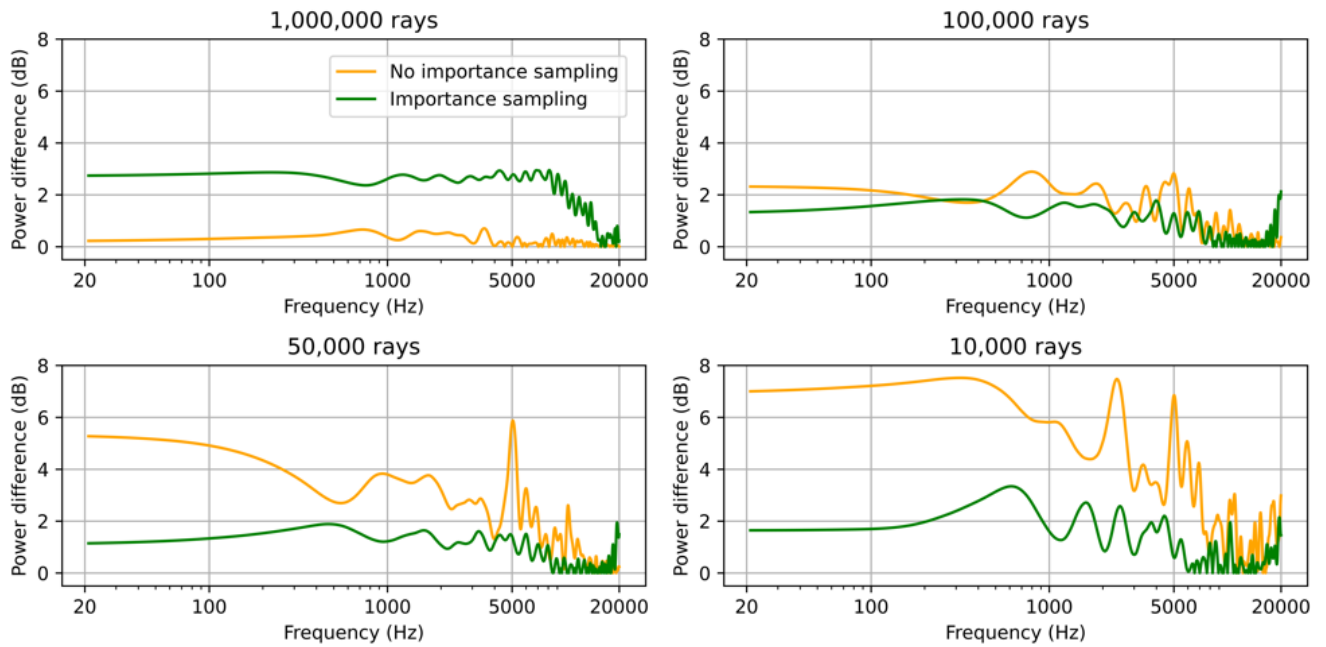 1,000,000 rays
Power difference (dB)
8
6
4
2
0
No importance sampling
Importance sampling
20 100 1000 5000 20000
Frequency (Hz)
100,000 rays
Power difference (dB)
8
6
4
2
0
20 100 1000 5000 20000
Frequency (Hz)
50,000 rays
Power difference (dB)
8
6
4
2
0
20 100 1000 5000 20000
Frequency (Hz)
10,000 rays
Power difference (dB)
8
6
4
2
0
20 100 1000 5000 20000
Frequency (Hz)